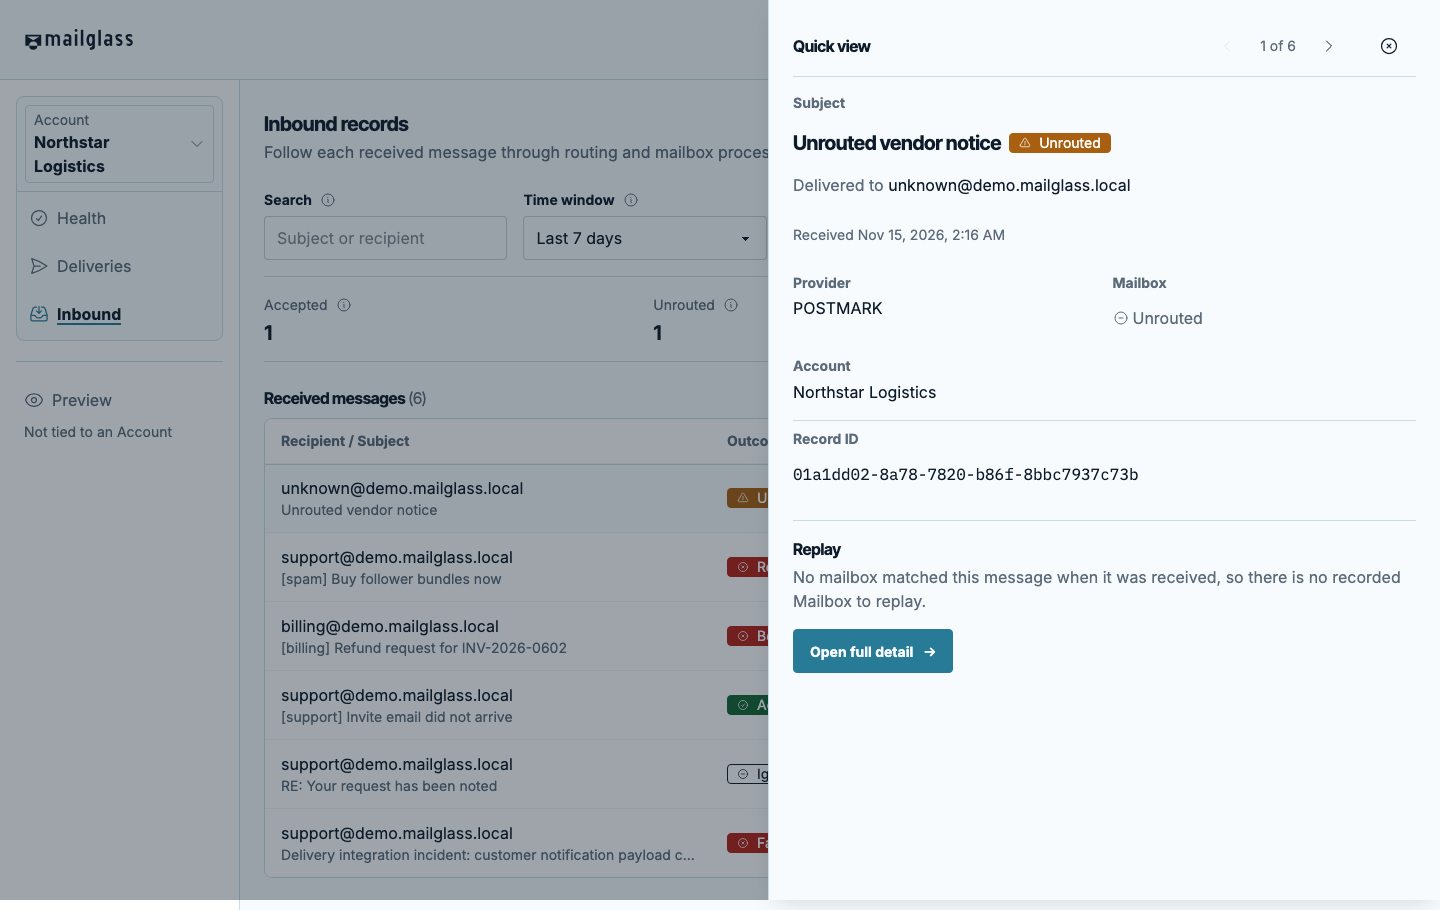 mailglass
Account
Northstar
Logistics
Health
Deliveries
Inbound
Preview
Not tied to an Account
Inbound records
Follow each received message through routing and mailbox proces
Search
Time window
Subject or recipient
Last 7 days
Accepted
Unrouted
1
1
Received messages (6)
Recipient / Subject
Outco
unknown@demo.mailglass.local
Unrouted vendor notice
U
support@demo.mailglass.local
[spam] Buy follower bundles now
Re
billing@demo.mailglass.local
[billing] Refund request for INV-2026-0602
Bo
support@demo.mailglass.local
[support] Invite email did not arrive
Ac
support@demo.mailglass.local
RE: Your request has been noted
Ig
support@demo.mailglass.local
Delivery integration incident: customer notification payload c...
Fa
Quick view
1 of 6
Subject
Unrouted vendor notice
Unrouted
Delivered to unknown@demo.mailglass.local
Received Nov 15, 2026, 2:16 AM
Provider
Mailbox
POSTMARK
Unrouted
Account
Northstar Logistics
Record ID
01a1dd02-8a78-7820-b86f-8bbc7937c73b
Replay
No mailbox matched this message when it was received, so there is no recorded
Mailbox to replay.
Open full detail